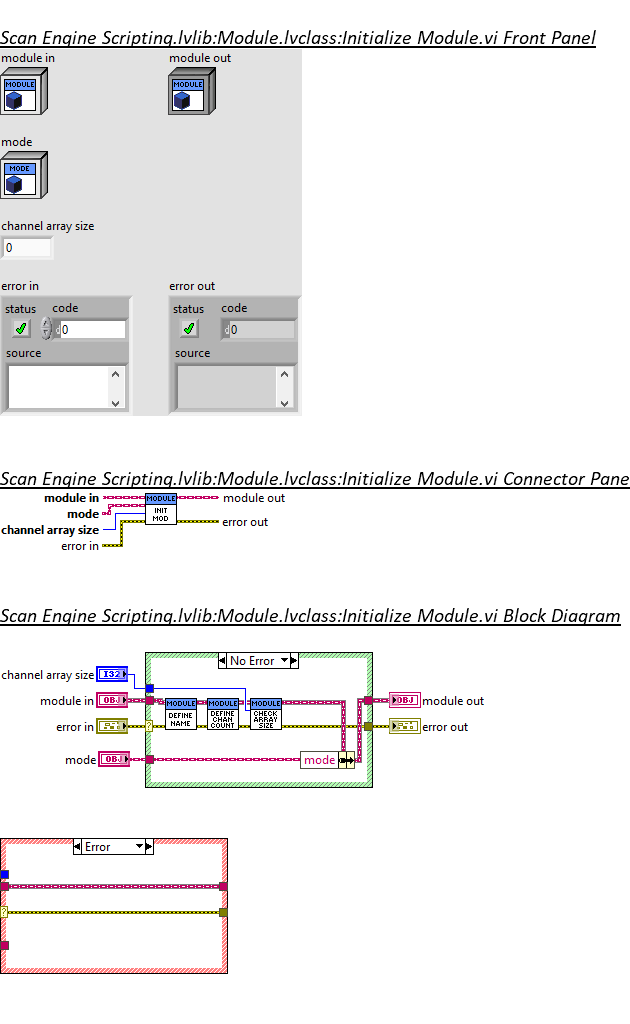 Scan Engine Scripting.lvlib:Module.lvclass:Initialize Module.vi Front Panel
module in
module out
MODULE
MODULE
mode
MODE
channel array size
0
error in
error out
status
code
status
code
d0
d0
source
source
Scan Engine Scripting.lvlib:Module.lvclass:Initialize Module.vi Connector Pane
module in
MODULE
module out
mode
INIT
MOD
channel array size
error out
error in
Scan Engine Scripting.lvlib:Module.lvclass:Initialize Module.vi Block Diagram
No Error
channel array size
I32
module in
OBJ
MODULE
DEFINE
NAME
MODULE
DEFINE
CHAN
COUNT
MODULE
CHECK
ARRAY
SIZE
OBJ
module out
error in
?
error out
mode
OBJ
mode
Error
?